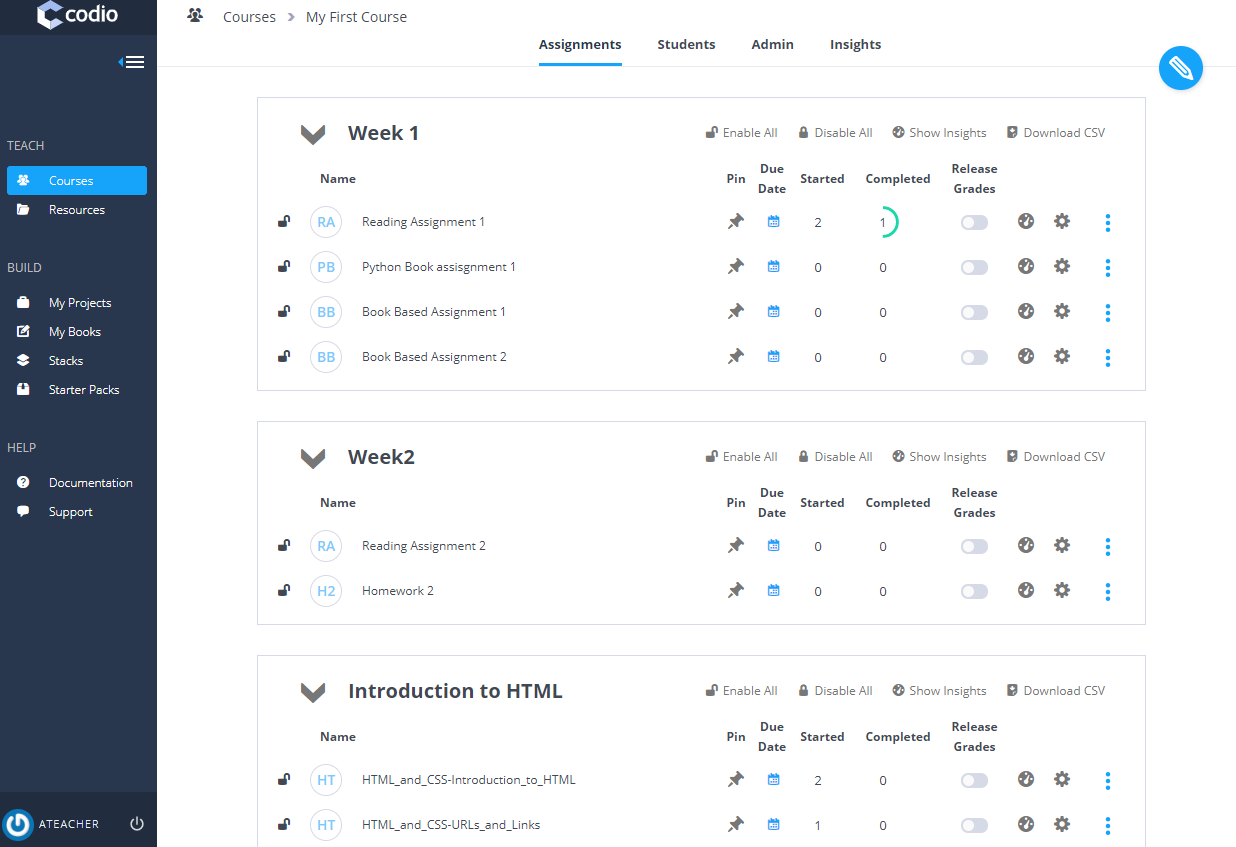 codio
Courses > My First Course
Assignments Students Admin Insights
TEACH
Courses
Resources
BUILD
My Projects
My Books
Stacks
Starter Packs
HELP
Documentation
Support
ATEACHER
Week 1 Enable All Disable All Show Insights Download CSV
Name Pin Due Date Started Completed Release Grades
RA Reading Assignment 1 2 1
PB Python Book assisgnment 1 0 0
BB Book Based Assignment 1 0 0
BB Book Based Assignment 2 0 0
Week2 Enable All Disable All Show Insights Download CSV
Name Pin Due Date Started Completed Release Grades
RA Reading Assignment 2 0 0
H2 Homework 2 0 0
Introduction to HTML Enable All Disable All Show Insights Download CSV
Name Pin Due Date Started Completed Release Grades
HT HTML_and_CSS-Introduction_to_HTML 2 0
HT HTML_and_CSS-URLs_and_Links 1 0